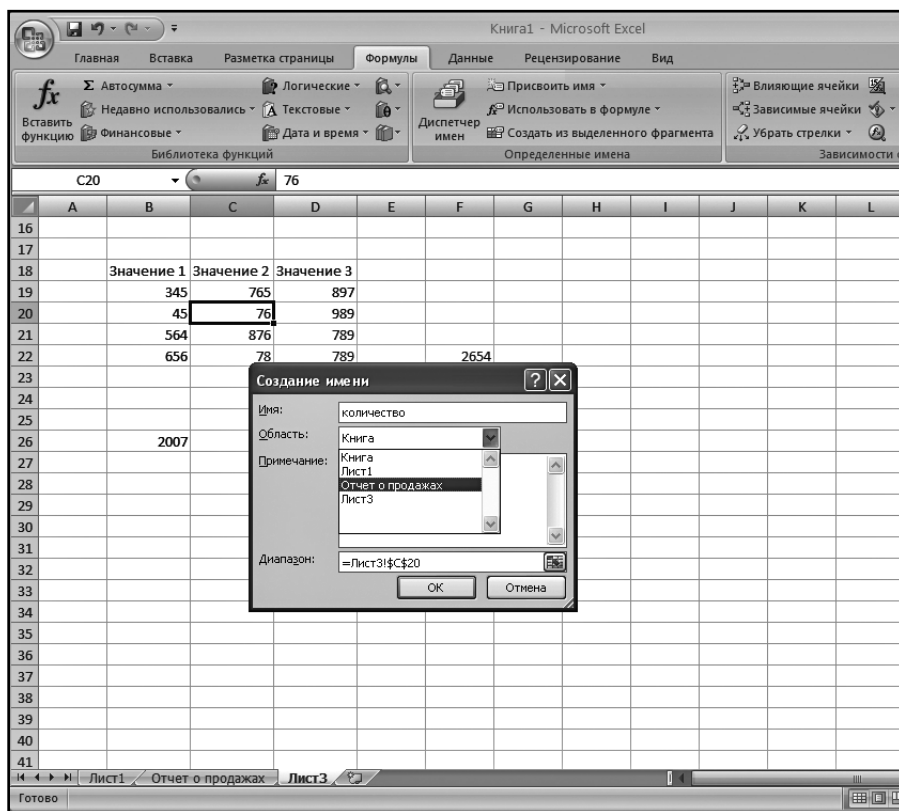 Книга1 - Microsoft Excel
Главная Вставка Разметка страницы Формулы Данные Рецензирование Вид
fx Вставить функцию
Σ Автосумма
Недавно использовались
Финансовые
Логические
Текстовые
Дата и время
Библиотека функций
Диспетчер имен
Присвоить имя
Использовать в формуле
Создать из выделенного фрагмента
Определенные имена
Влияющие ячейки
Зависимые ячейки
Убрать стрелки
Зависимости
C20 fx 76
A B C D E F G H I J K L
16
17
18 Значение 1 Значение 2 Значение 3
19 345 765 897
20 45 76 989
21 564 876 789
22 656 78 789 2654
23
24
25
26 2007
27
28
29
30
31
32
33
34
35
36
37
38
39
40
41
Создание имени
Имя: количество
Область: Книга
Примечание:
Книга
Лист1
Отчет о продажах
Лист3
Диапазон: =Лист3!$C$20
ОК Отмена
Лист1 Отчет о продажах Лист3
Готово